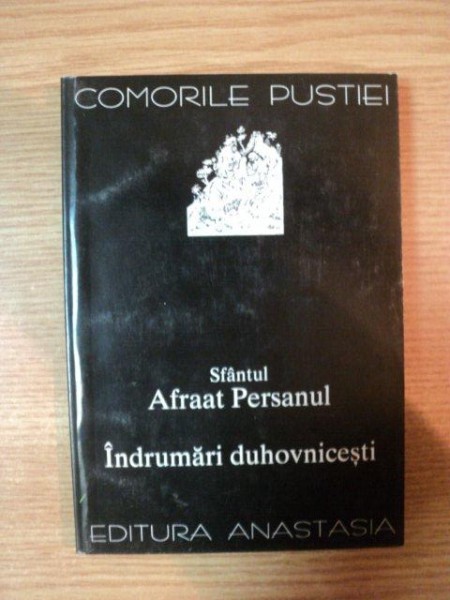 COMORILE PUSTIEI
Sfântul
Afraat Persanul
Îndrumări duhovnicești
EDITURA ANASTASIA